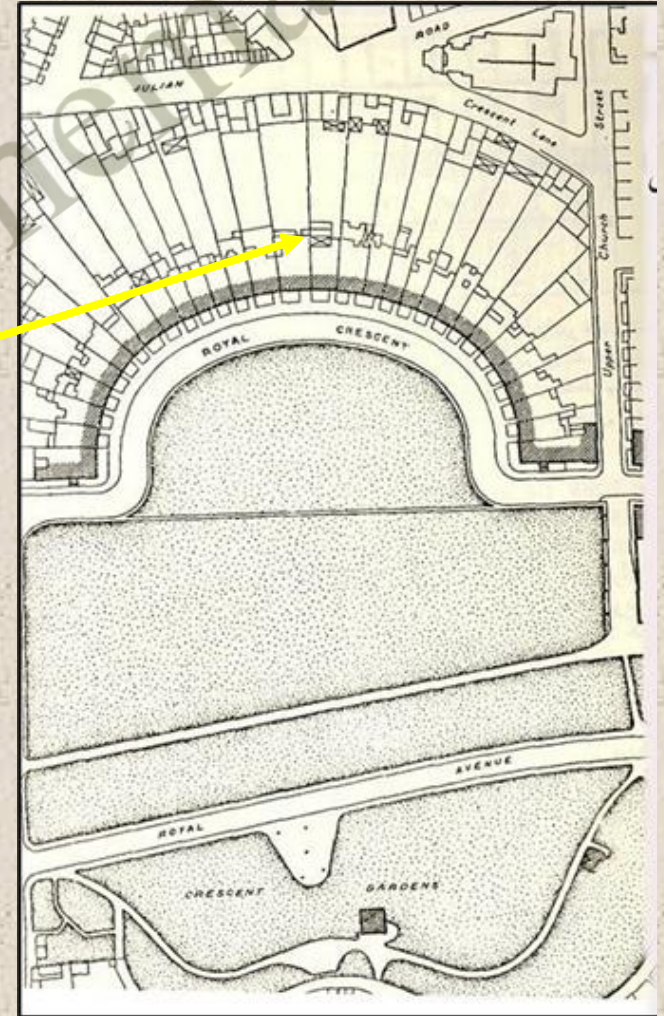 JULIAN ROAD
Crescent Lane
Upper Church Street
ROYAL CRESCENT
ROYAL AVENUE
CRESCENT GARDENS